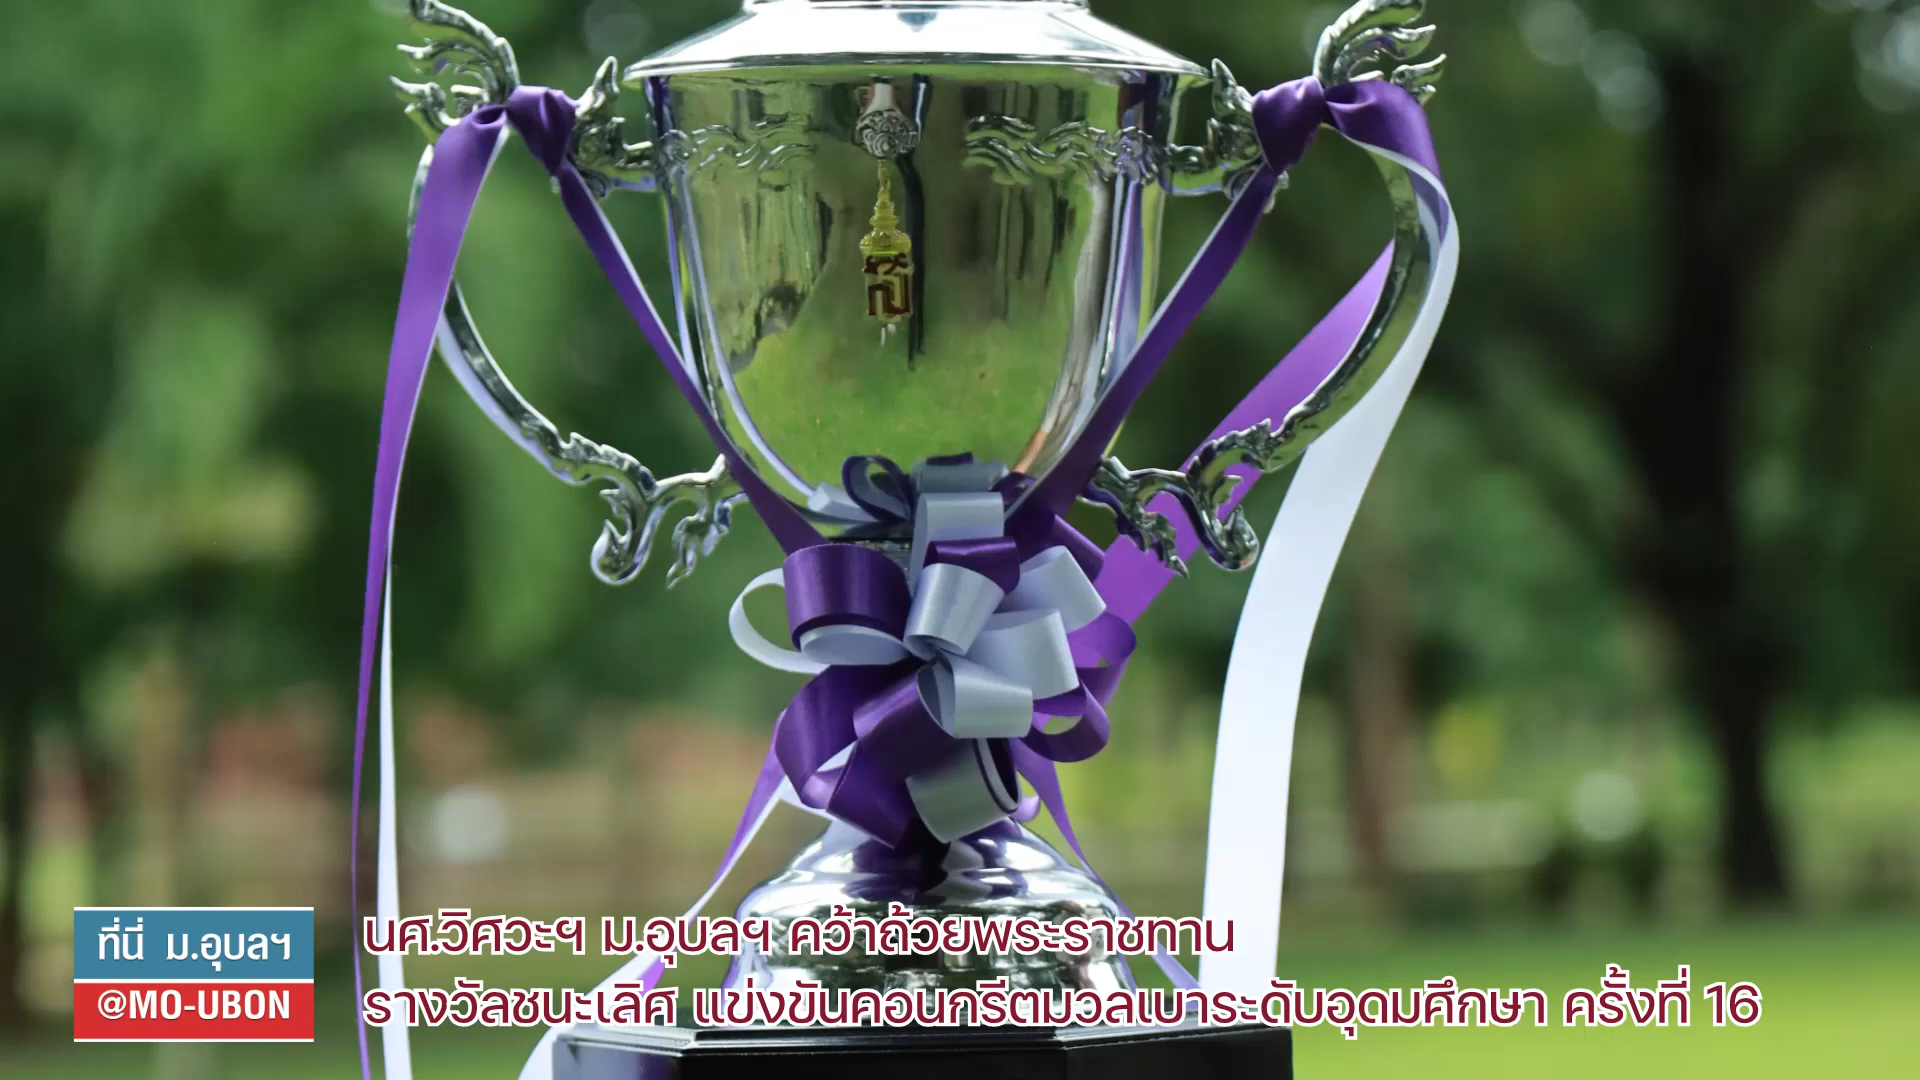 ที่นี่ ม.อุบลฯ
@MO-UBON
นศ.วิศวะฯ ม.อุบลฯ คว้าถ้วยพระราชทาน
รางวัลชนะเลิศ แข่งขันคอนกรีตมวลเบาระดับอุดมศึกษา ครั้งที่ 16